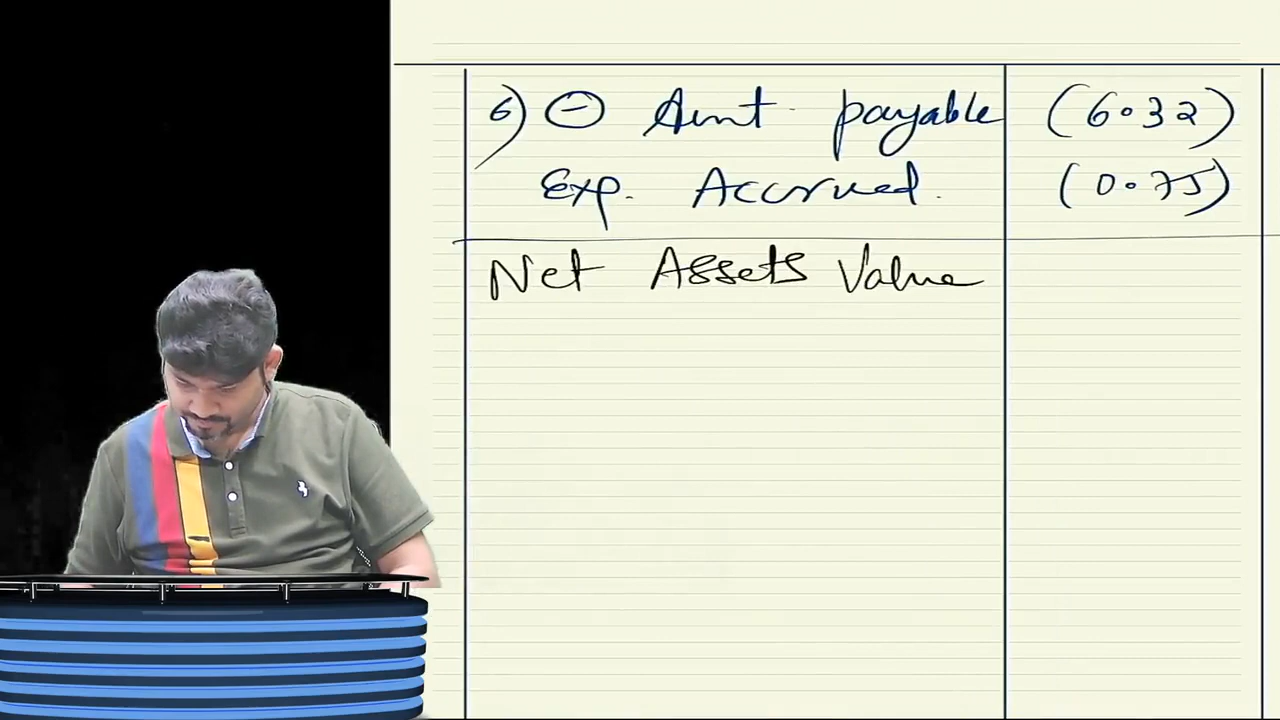 6) ⊖ Amt. payable (6.32)
Exp. Accrued. (0.75)
Net Assets Value